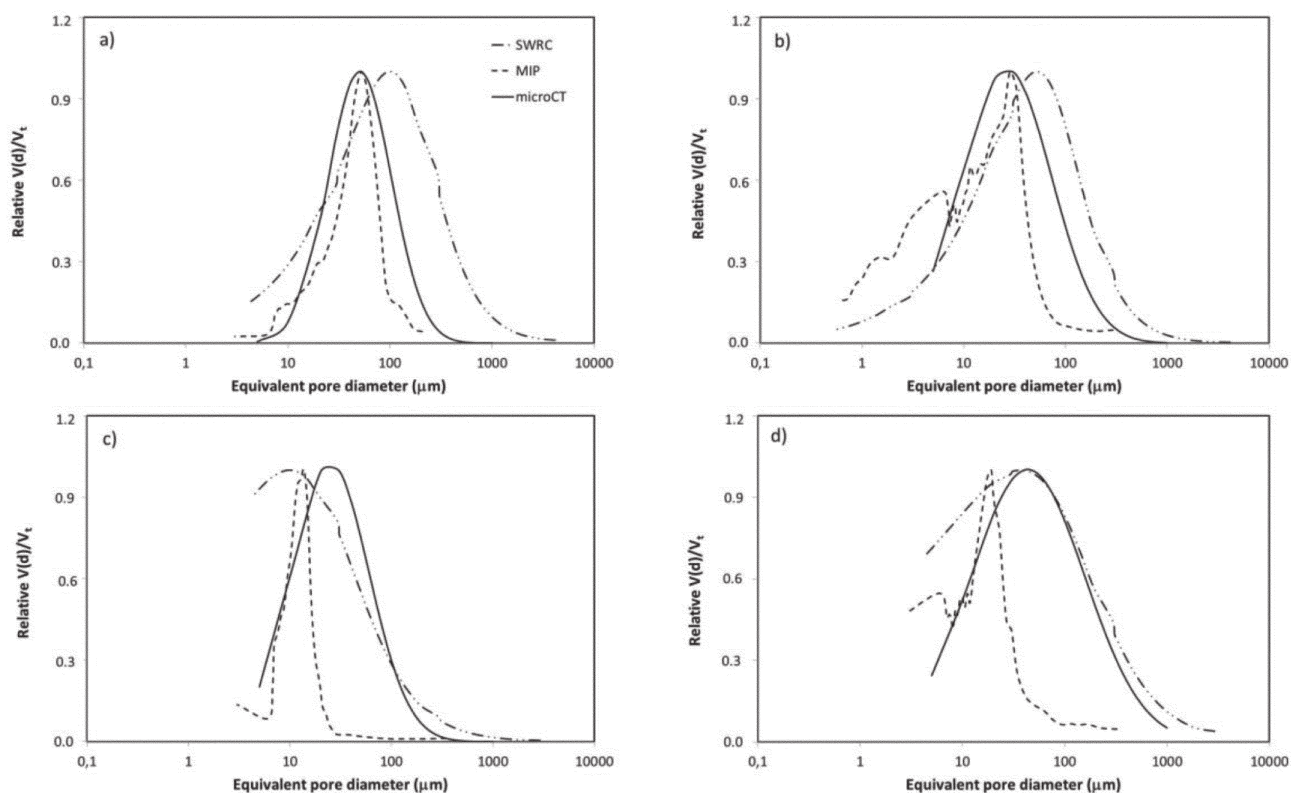 a)
SWRC
MIP
microCT
Relative V(d)/Vt
1.2
0.9
0.6
0.3
0.0
0,1 1 10 100 1000 10000
Equivalent pore diameter (μm)
b)
Relative V(d)/Vt
1.2
0.9
0.6
0.3
0.0
0,1 1 10 100 1000 10000
Equivalent pore diameter (μm)
c)
Relative V(d)/Vt
1.2
0.9
0.6
0.3
0.0
0,1 1 10 100 1000 10000
Equivalent pore diameter (μm)
d)
Relative V(d)/Vt
1.2
0.9
0.6
0.3
0.0
0,1 1 10 100 1000 10000
Equivalent pore diameter (μm)